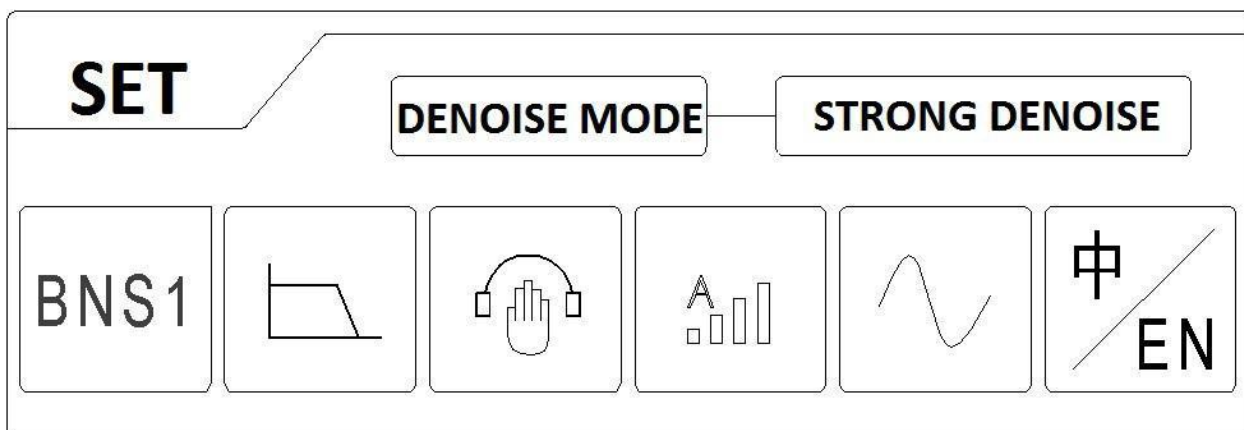 SET
DENOISE MODE
STRONG DENOISE
BNS1
A
中
EN